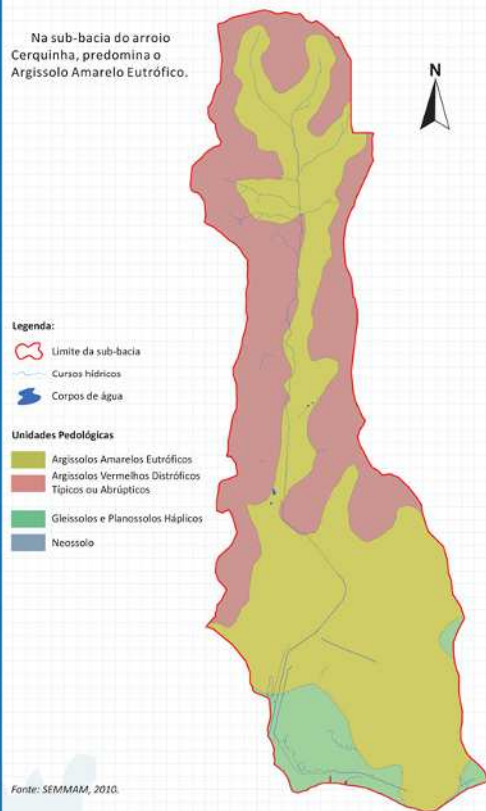 Na sub-bacia do arroio
Cerquinha, predomina o
Argissolo Amarelo Eutrófico.
N
Legenda:
Limite da sub-bacia
Cursos hídricos
Corpos de água
Unidades Pedológicas
Argissolos Amarelos Eutróficos
Argissolos Vermelhos Distróficos
Típicos ou Abrúpticos
Gleissolos e Planossolos Háplicos
Neossolo
Fonte: SEMMAM, 2010.